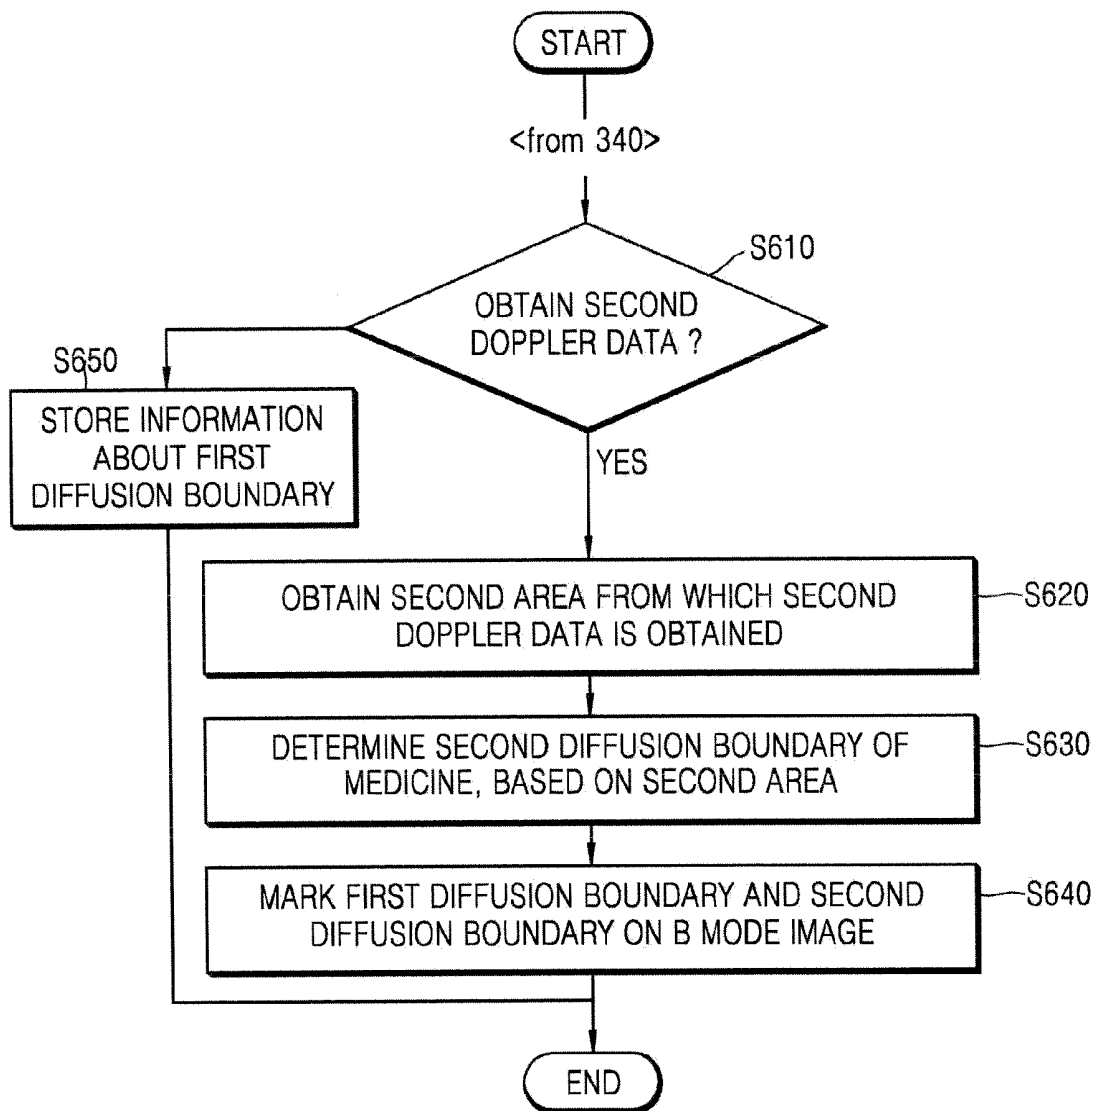 START
<from 340>
S610
OBTAIN SECOND
DOPPLER DATA ?
S650
STORE INFORMATION
ABOUT FIRST
DIFFUSION BOUNDARY
YES
OBTAIN SECOND AREA FROM WHICH SECOND
DOPPLER DATA IS OBTAINED
S620
DETERMINE SECOND DIFFUSION BOUNDARY OF
MEDICINE, BASED ON SECOND AREA
S630
MARK FIRST DIFFUSION BOUNDARY AND SECOND
DIFFUSION BOUNDARY ON B MODE IMAGE
S640
END